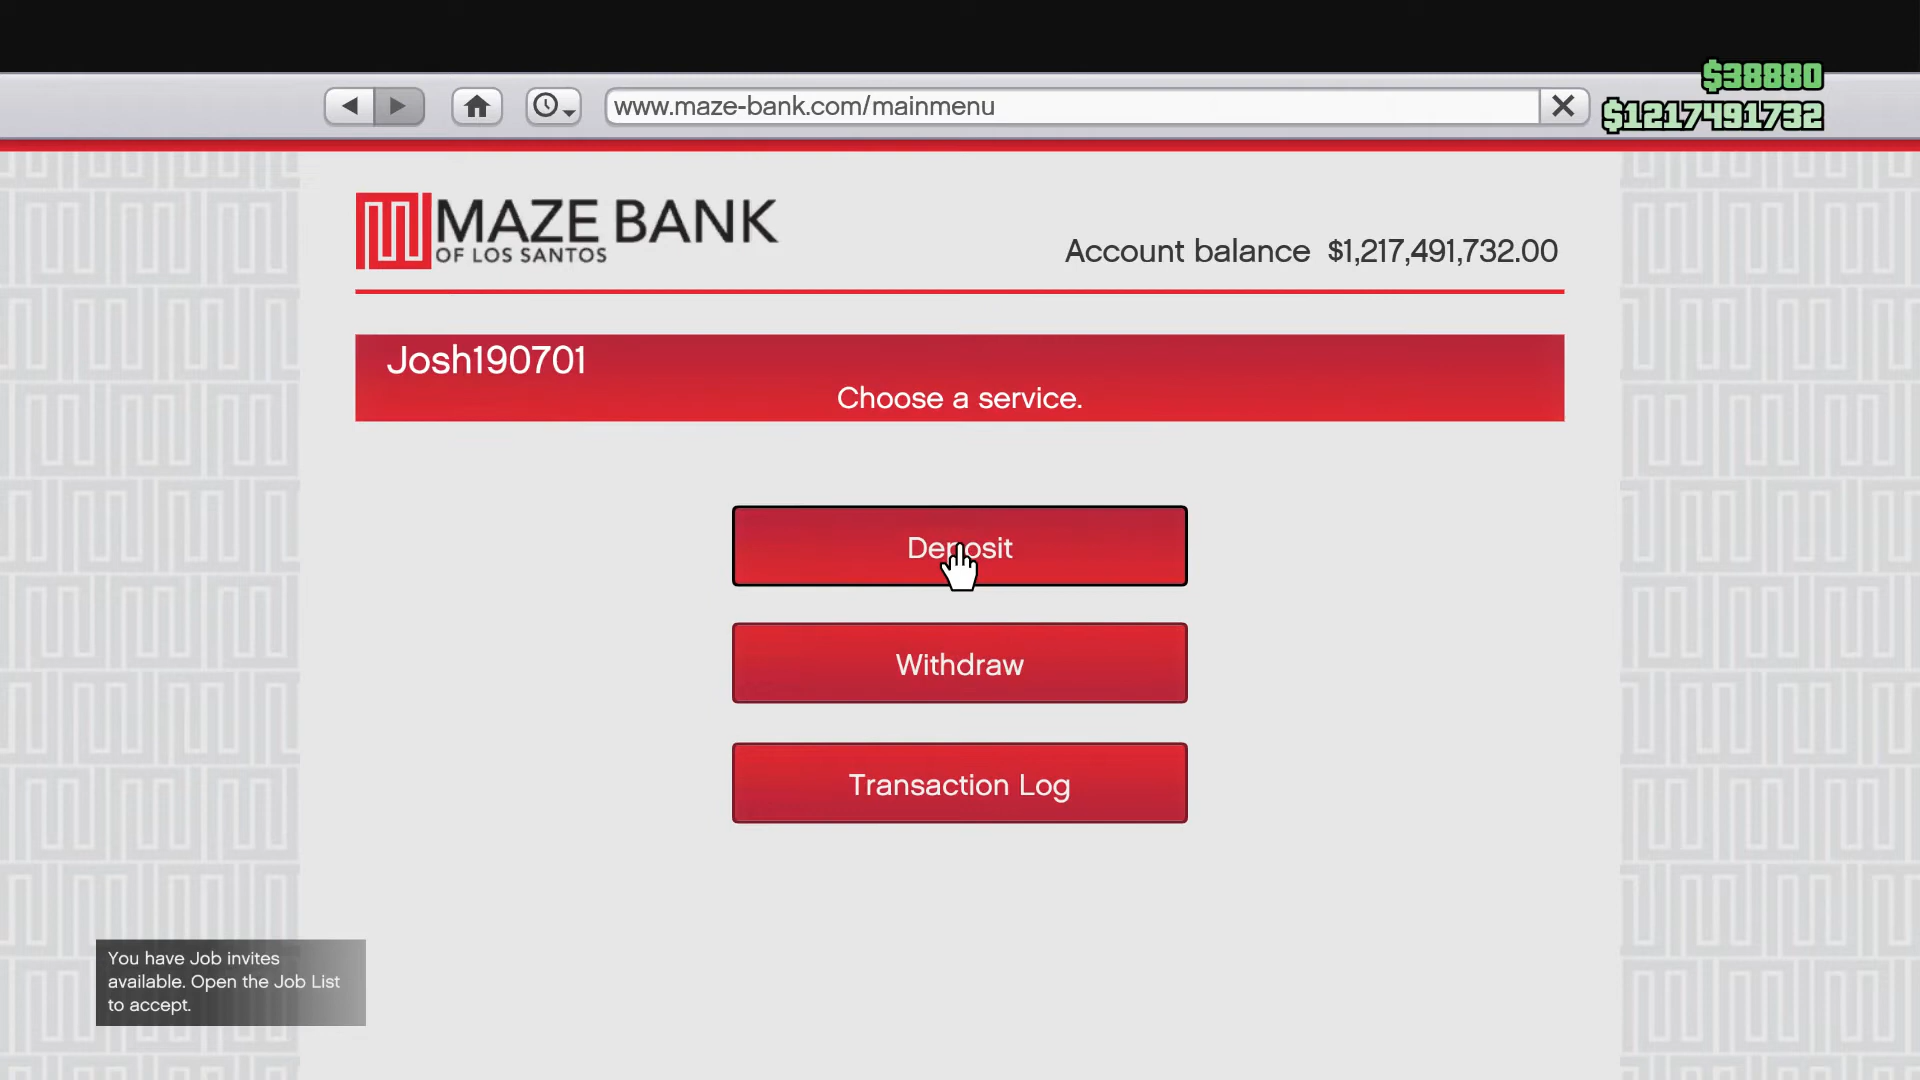 $38880
www.maze-bank.com/mainmenu
$1217491732
MAZE BANK
OF LOS SANTOS
Account balance $1,217,491,732.00
Josh190701
Choose a service.
Deposit
Withdraw
Transaction Log
You have Job invites
available. Open the Job List
to accept.